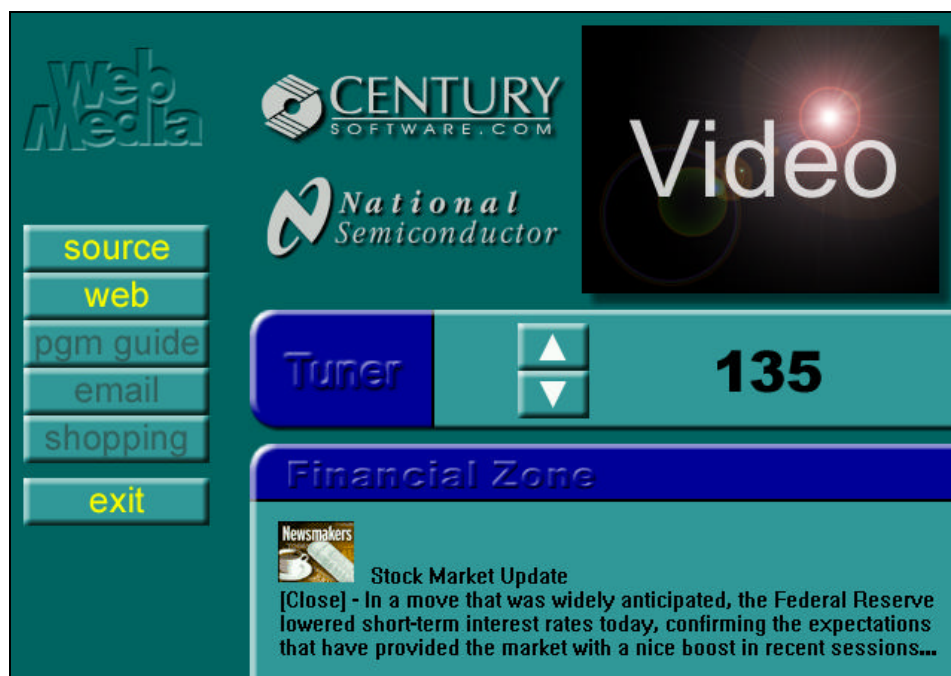 Web
Media
CENTURY
SOFTWARE.COM
National
Semiconductor
Video
source
web
pgm guide
email
shopping
exit
Tuner
135
Financial Zone
Newsmakers
Stock Market Update
[Close] - In a move that was widely anticipated, the Federal Reserve
lowered short-term interest rates today, confirming the expectations
that have provided the market with a nice boost in recent sessions...